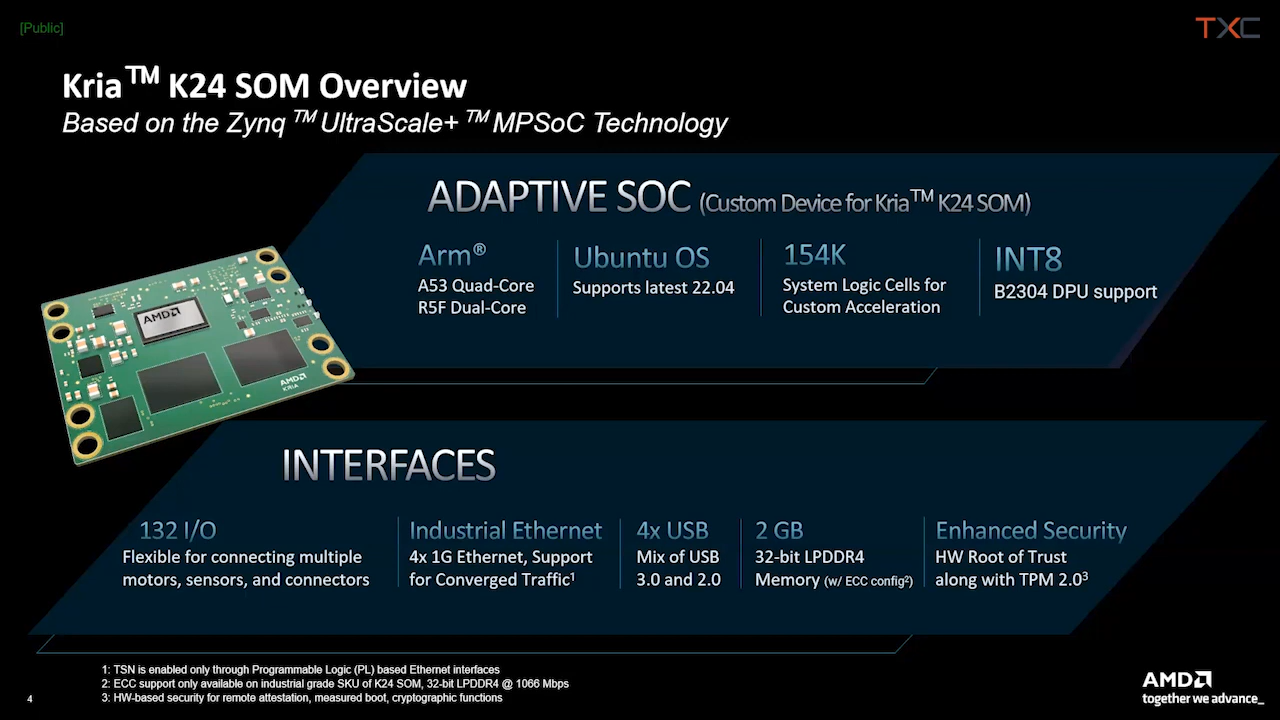 [Public]
TXC
Kria™ K24 SOM Overview
Based on the Zynq ™ UltraScale+ ™ MPSoC Technology
ADAPTIVE SOC (Custom Device for Kria™ K24 SOM)
Arm®
A53 Quad-Core
R5F Dual-Core
Ubuntu OS
Supports latest 22.04
154K
System Logic Cells for
Custom Acceleration
INT8
B2304 DPU support
AMD
AMD
KRIA
INTERFACES
132 I/O
Flexible for connecting multiple
motors, sensors, and connectors
Industrial Ethernet
4x 1G Ethernet, Support
for Converged Traffic¹
4x USB
Mix of USB
3.0 and 2.0
2 GB
32-bit LPDDR4
Memory (w/ ECC config²)
Enhanced Security
HW Root of Trust
along with TPM 2.0³
1: TSN is enabled only through Programmable Logic (PL) based Ethernet interfaces
2: ECC support only available on industrial grade SKU of K24 SOM, 32-bit LPDDR4 @ 1066 Mbps
3: HW-based security for remote attestation, measured boot, cryptographic functions
4
AMD
together we advance_